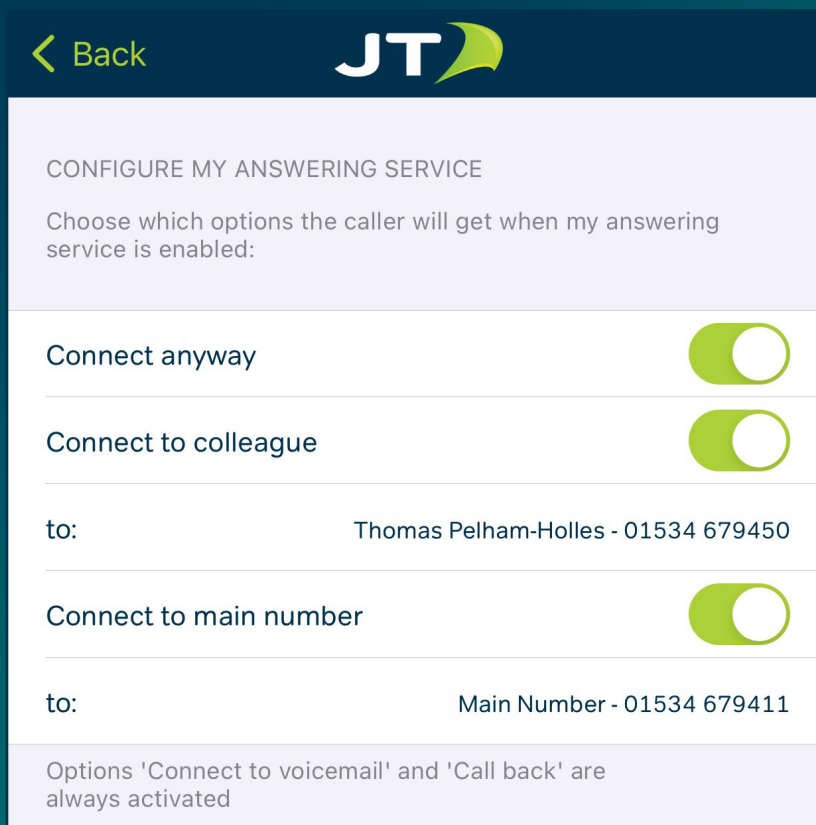 Back
JT
CONFIGURE MY ANSWERING SERVICE
Choose which options the caller will get when my answering
service is enabled:
Connect anyway
Connect to colleague
to: Thomas Pelham-Holles - 01534 679450
Connect to main number
to: Main Number - 01534 679411
Options 'Connect to voicemail' and 'Call back' are
always activated